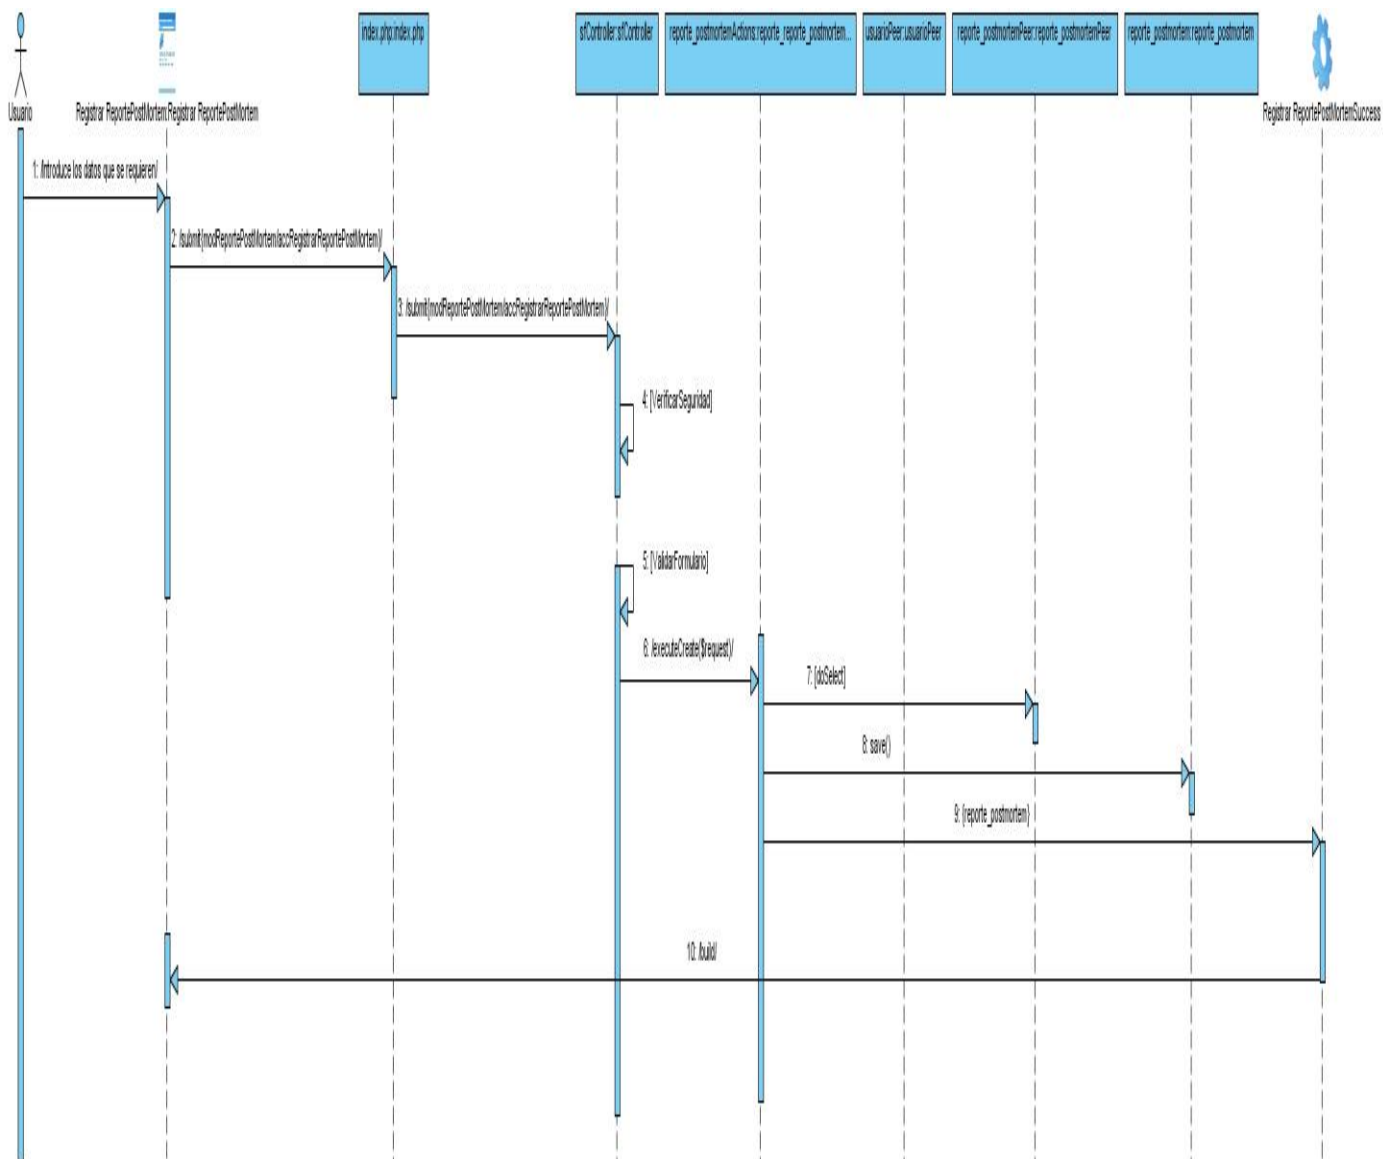 index.php:index.php
sfController:sfController
reporte_postmortemActions:reporte_reporte_postmortem...
usuarioPeer:usuarioPeer
reporte_postmortemPeer:reporte_postmortemPeer
reporte_postmortem:reporte_postmortem
Usuario
Registrar ReportePostMortem:Registrar ReportePostMortem
Registrar ReportePostMortemSuccess
1: /Introduce los datos que se requieren/
2: /submit(modReportePostMortem/accRegistrarReportePostMortem)/
3: /submit(modReportePostMortem/accRegistrarReportePostMortem)/
4: [VerificarSeguridad]
5: [ValidarFormulario]
6: /executeCreate($request)/
7: [doSelect]
8: save()
9: {reporte_postmortem}
10: /build/